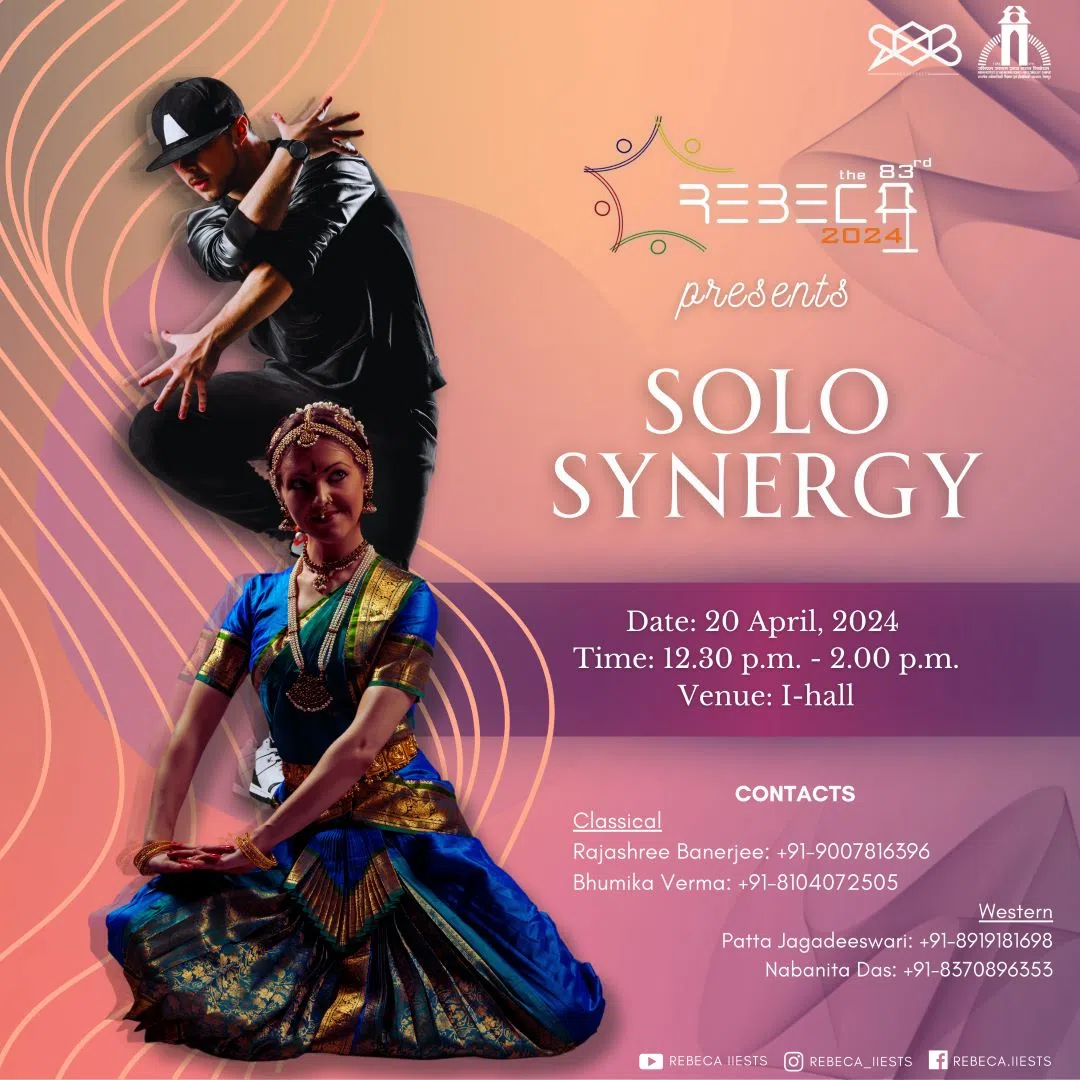 the 83rd
REBECA
2024
presents
SOLO
SYNERGY
Date: 20 April, 2024
Time: 12.30 p.m. - 2.00 p.m.
Venue: I-hall
CONTACTS
Classical
Rajashree Banerjee: +91-9007816396
Bhumika Verma: +91-8104072505
Western
Patta Jagadeeswari: +91-8919181698
Nabanita Das: +91-8370896353
REBECA IIESTS REBECA_IIESTS REBECA.IIESTS